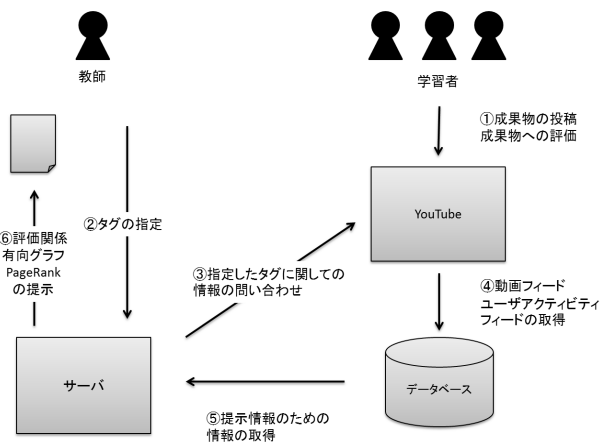 教師
学習者
①成果物の投稿
成果物への評価
YouTube
②タグの指定
⑥評価関係
有向グラフ
PageRank
の提示
③指定したタグに関しての
情報の問い合わせ
④動画フィード
ユーザアクティビティ
フィードの取得
サーバ
データベース
⑤提示情報のための
情報の取得